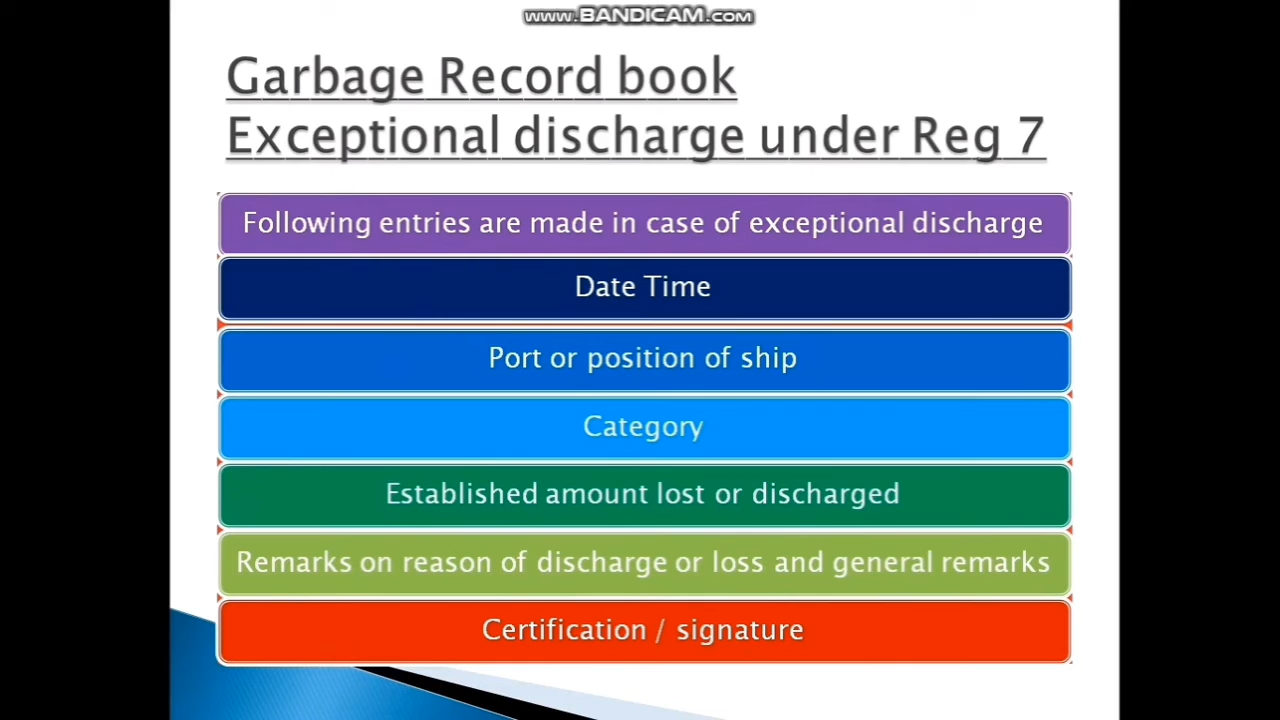 www.BANDICAM.com
Garbage Record book
Exceptional discharge under Reg 7
Following entries are made in case of exceptional discharge
Date Time
Port or position of ship
Category
Established amount lost or discharged
Remarks on reason of discharge or loss and general remarks
Certification / signature